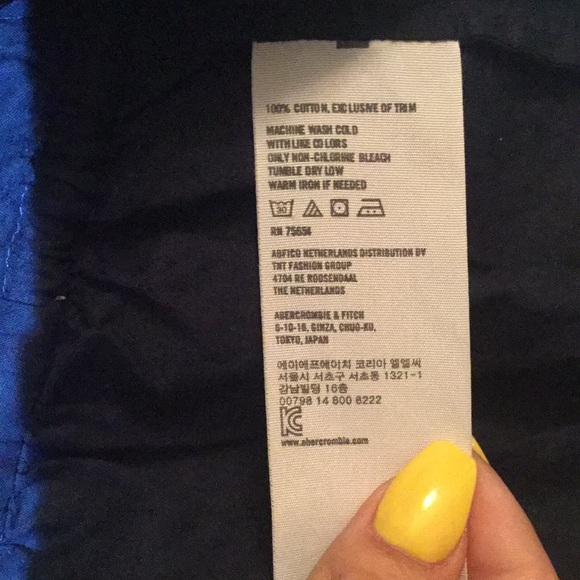 100% COTTON, EXCLUSIVE OF TRIM
MACHINE WASH COLD
WITH LIKE COLORS
ONLY NON-CHLORINE BLEACH
TUMBLE DRY LOW
WARM IRON IF NEEDED
30
RN 75654
ABFICO NETHERLANDS DISTRIBUTION BV
TNT FASHION GROUP
4704 RE ROOSENDAAL
THE NETHERLANDS
ABERCROMBIE & FITCH
6-10-16, GINZA, CHUO-KU,
TOKYO, JAPAN
에이에프에이치 코리아 엘엘씨
서울시 서초구 서초동 1321-1
강남빌딩 16층
00798 14 800 8222
KC
www.abercrombie.com